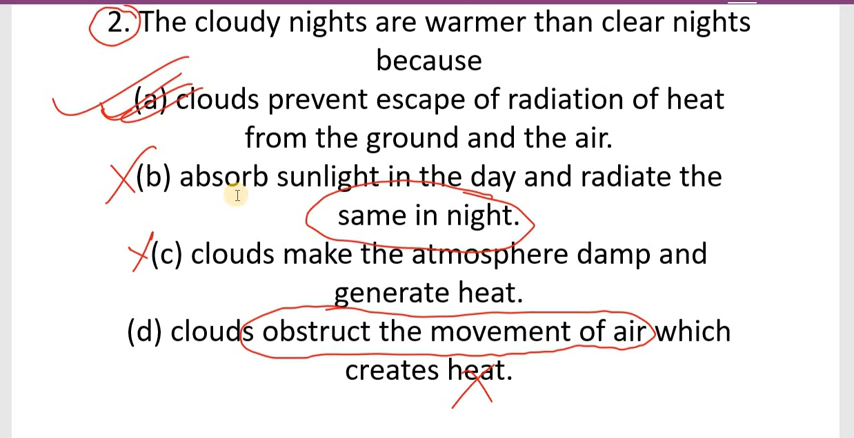 2. The cloudy nights are warmer than clear nights
because
(a) clouds prevent escape of radiation of heat
from the ground and the air.
(b) absorb sunlight in the day and radiate the
same in night.
(c) clouds make the atmosphere damp and
generate heat.
(d) clouds obstruct the movement of air which
creates heat.